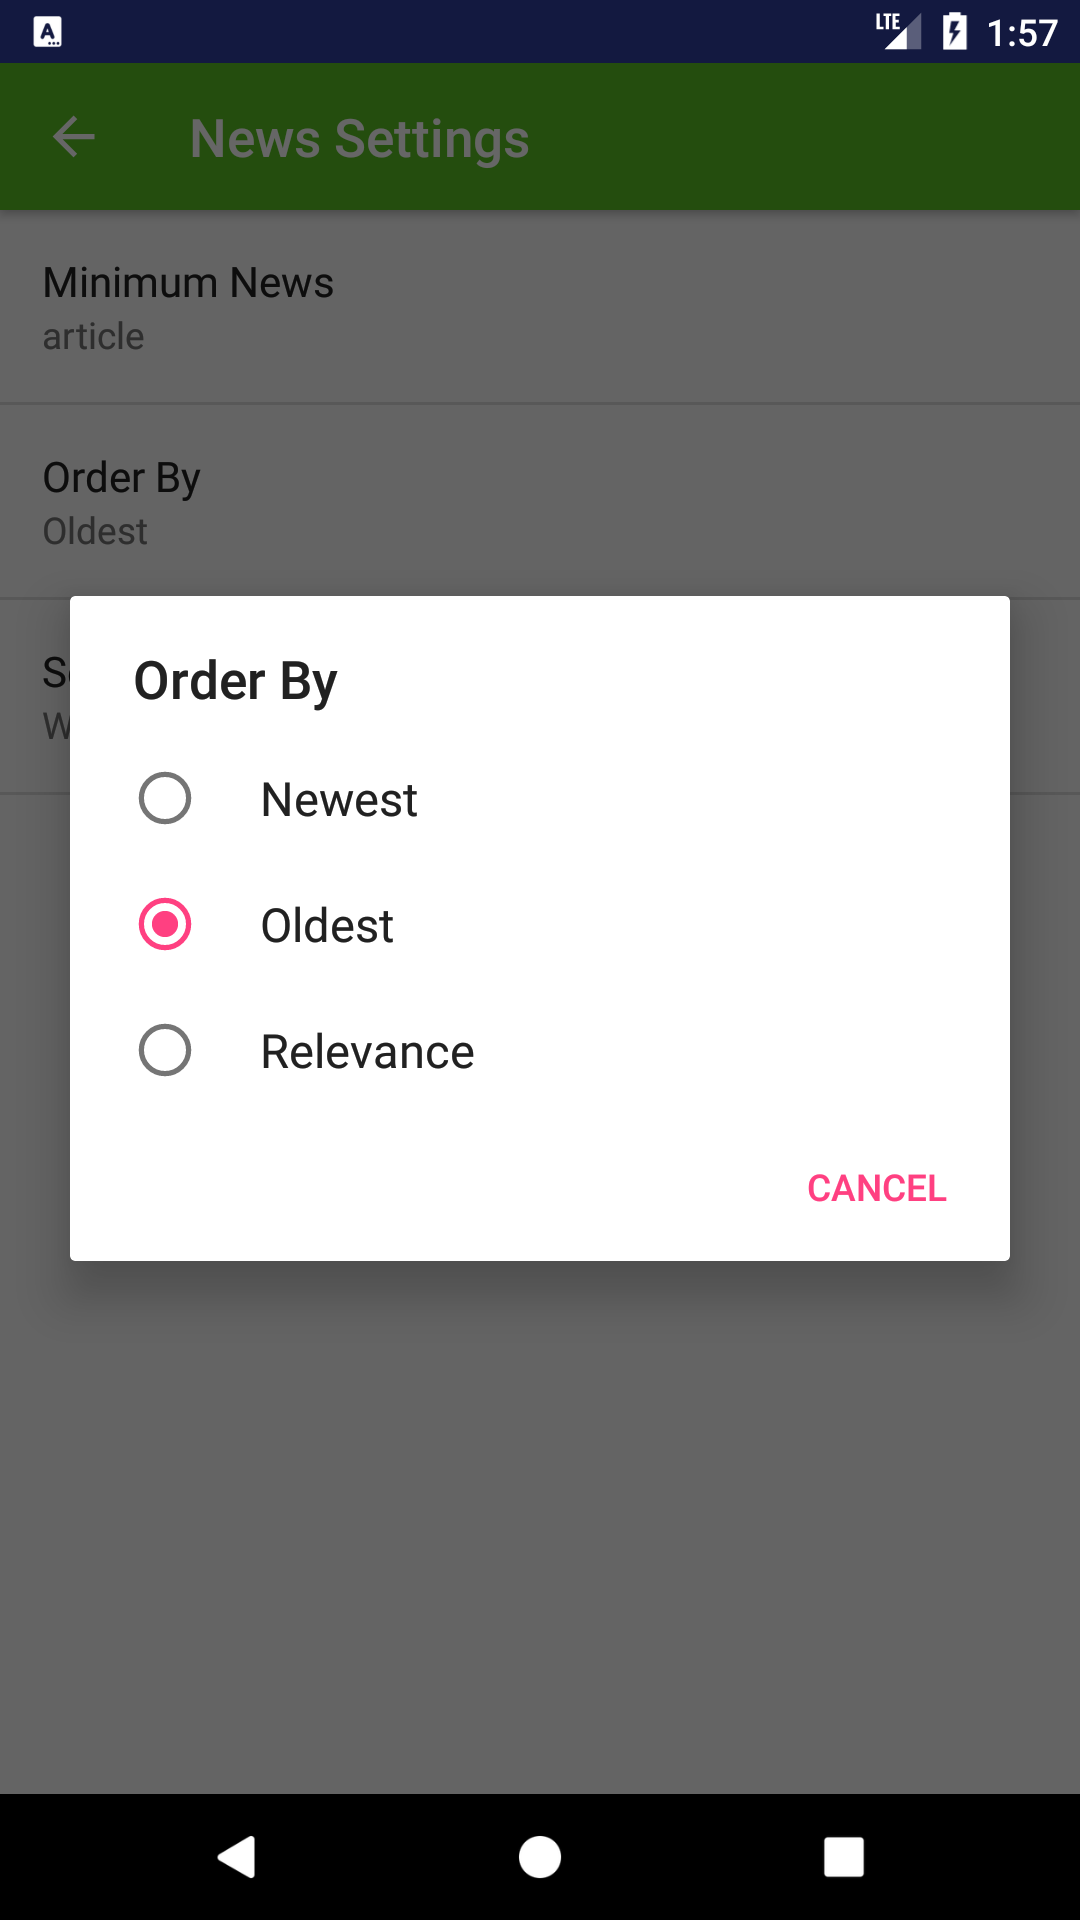 LTE 1:57
News Settings
Minimum News
article
Order By
Oldest
Order By
Newest
Oldest
Relevance
CANCEL